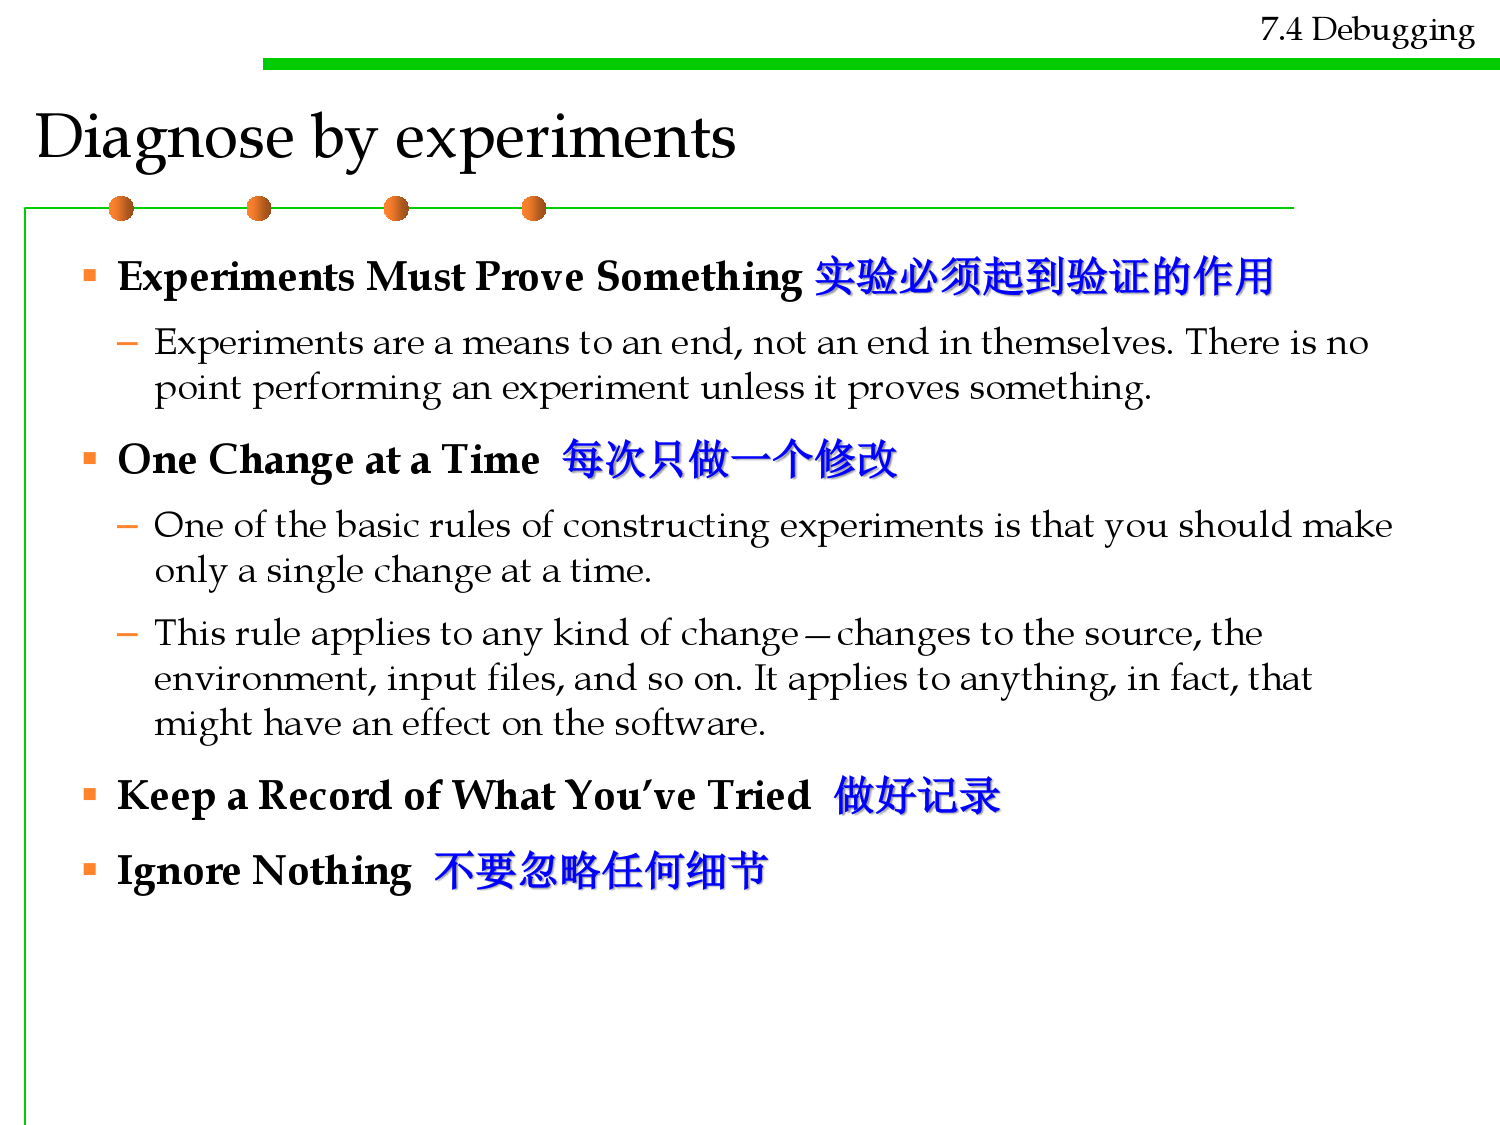 7.4 Debugging
Diagnose by experiments
▪ Experiments Must Prove Something 实验必须起到验证的作用
– Experiments are a means to an end, not an end in themselves. There is no
point performing an experiment unless it proves something.
▪ One Change at a Time 每次只做一个修改
– One of the basic rules of constructing experiments is that you should make
only a single change at a time.
– This rule applies to any kind of change—changes to the source, the
environment, input files, and so on. It applies to anything, in fact, that
might have an effect on the software.
▪ Keep a Record of What You’ve Tried 做好记录
▪ Ignore Nothing 不要忽略任何细节